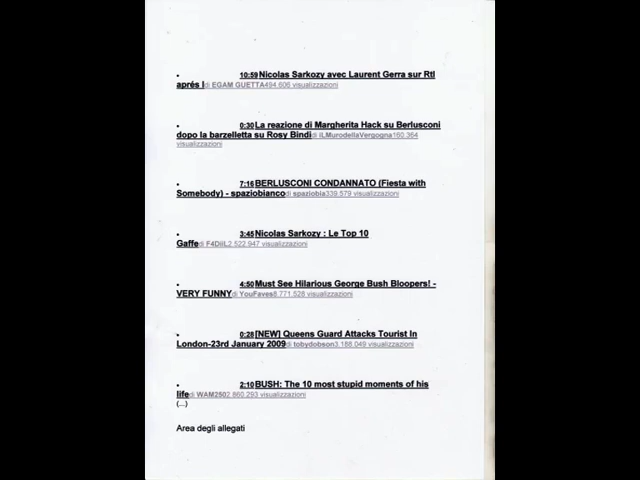 • 10:59 Nicolas Sarkozy avec Laurent Gerra sur Rtl
aprés l di EGAM GUETTA494.606 visualizzazioni
• 0:30 La reazione di Margherita Hack su Berlusconi
dopo la barzelletta su Rosy Bindi di ILMurodellaVergogna160.364
visualizzazioni
• 7:16 BERLUSCONI CONDANNATO (Fiesta with
Somebody) - spaziobianco di spaziobia339.579 visualizzazioni
• 3:45 Nicolas Sarkozy : Le Top 10
Gaffe di F4DiiL2.522.947 visualizzazioni
• 4:50 Must See Hilarious George Bush Bloopers! -
VERY FUNNY di YouFaves8.771.528 visualizzazioni
• 0:28 [NEW] Queens Guard Attacks Tourist In
London-23rd January 2009 di tobydobson3.188.049 visualizzazioni
• 2:10 BUSH: The 10 most stupid moments of his
life di WAM2502.860.293 visualizzazioni
(...)
Area degli allegati